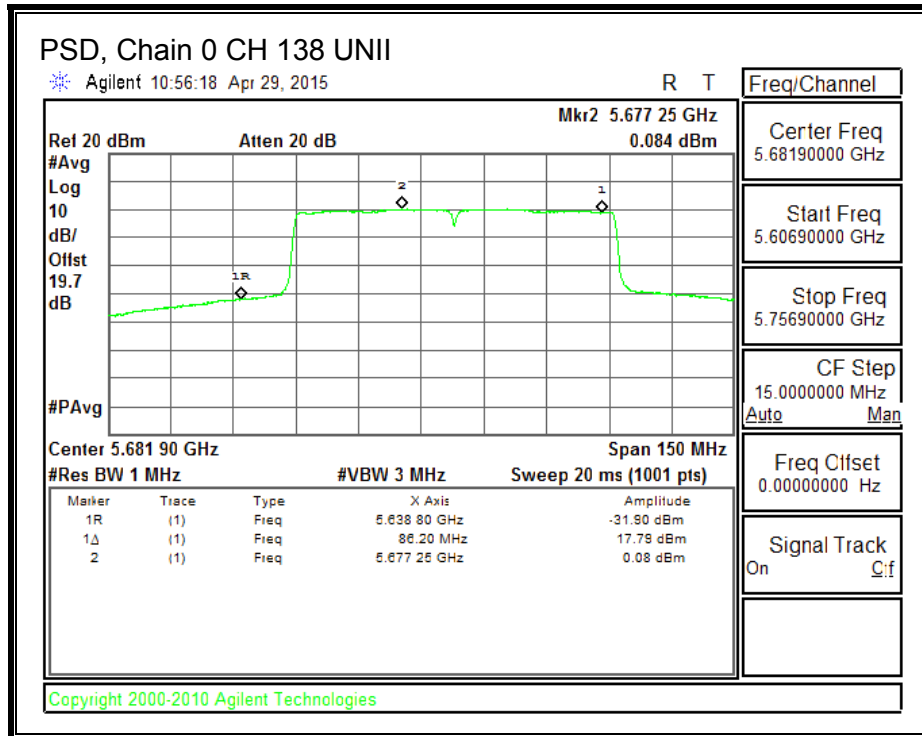 PSD, Chain 0 CH 138 UNII
Agilent 10:56:18 Apr 29, 2015 R T
Freq/Channel
Mkr2 5.677 25 GHz
Ref 20 dBm Atten 20 dB 0.084 dBm
#Avg
Log
10
dB/
Offst
19.7
dB
#PAvg
2
1
1R
Center 5.681 90 GHz Span 150 MHz
#Res BW 1 MHz #VBW 3 MHz Sweep 20 ms (1001 pts)
Marker Trace Type X Axis Amplitude
1R (1) Freq 5.638 80 GHz -31.90 dBm
1Δ (1) Freq 86.20 MHz 17.79 dBm
2 (1) Freq 5.677 25 GHz 0.08 dBm
Center Freq
5.68190000 GHz
Start Freq
5.60690000 GHz
Stop Freq
5.75690000 GHz
CF Step
15.0000000 MHz
Auto Man
Freq Offset
0.00000000 Hz
Signal Track
On Off
Copyright 2000-2010 Agilent Technologies